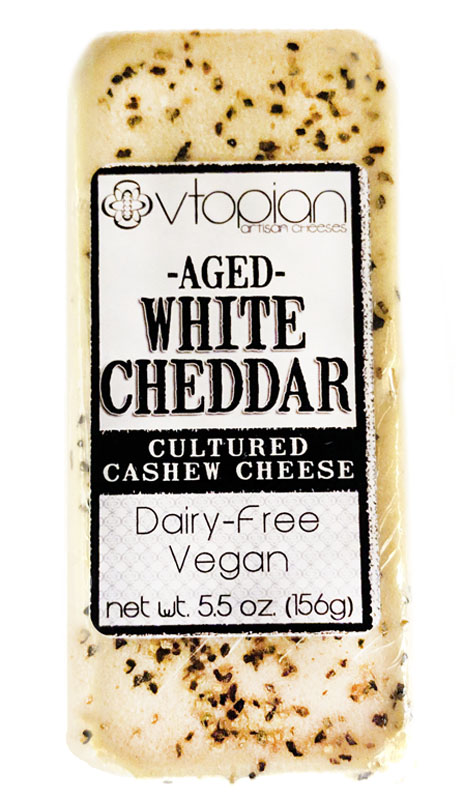 vtopian
artisan cheeses
-AGED-
WHITE
CHEDDAR
CULTURED
CASHEW CHEESE
Dairy-Free
Vegan
net wt. 5.5 oz. (156g)